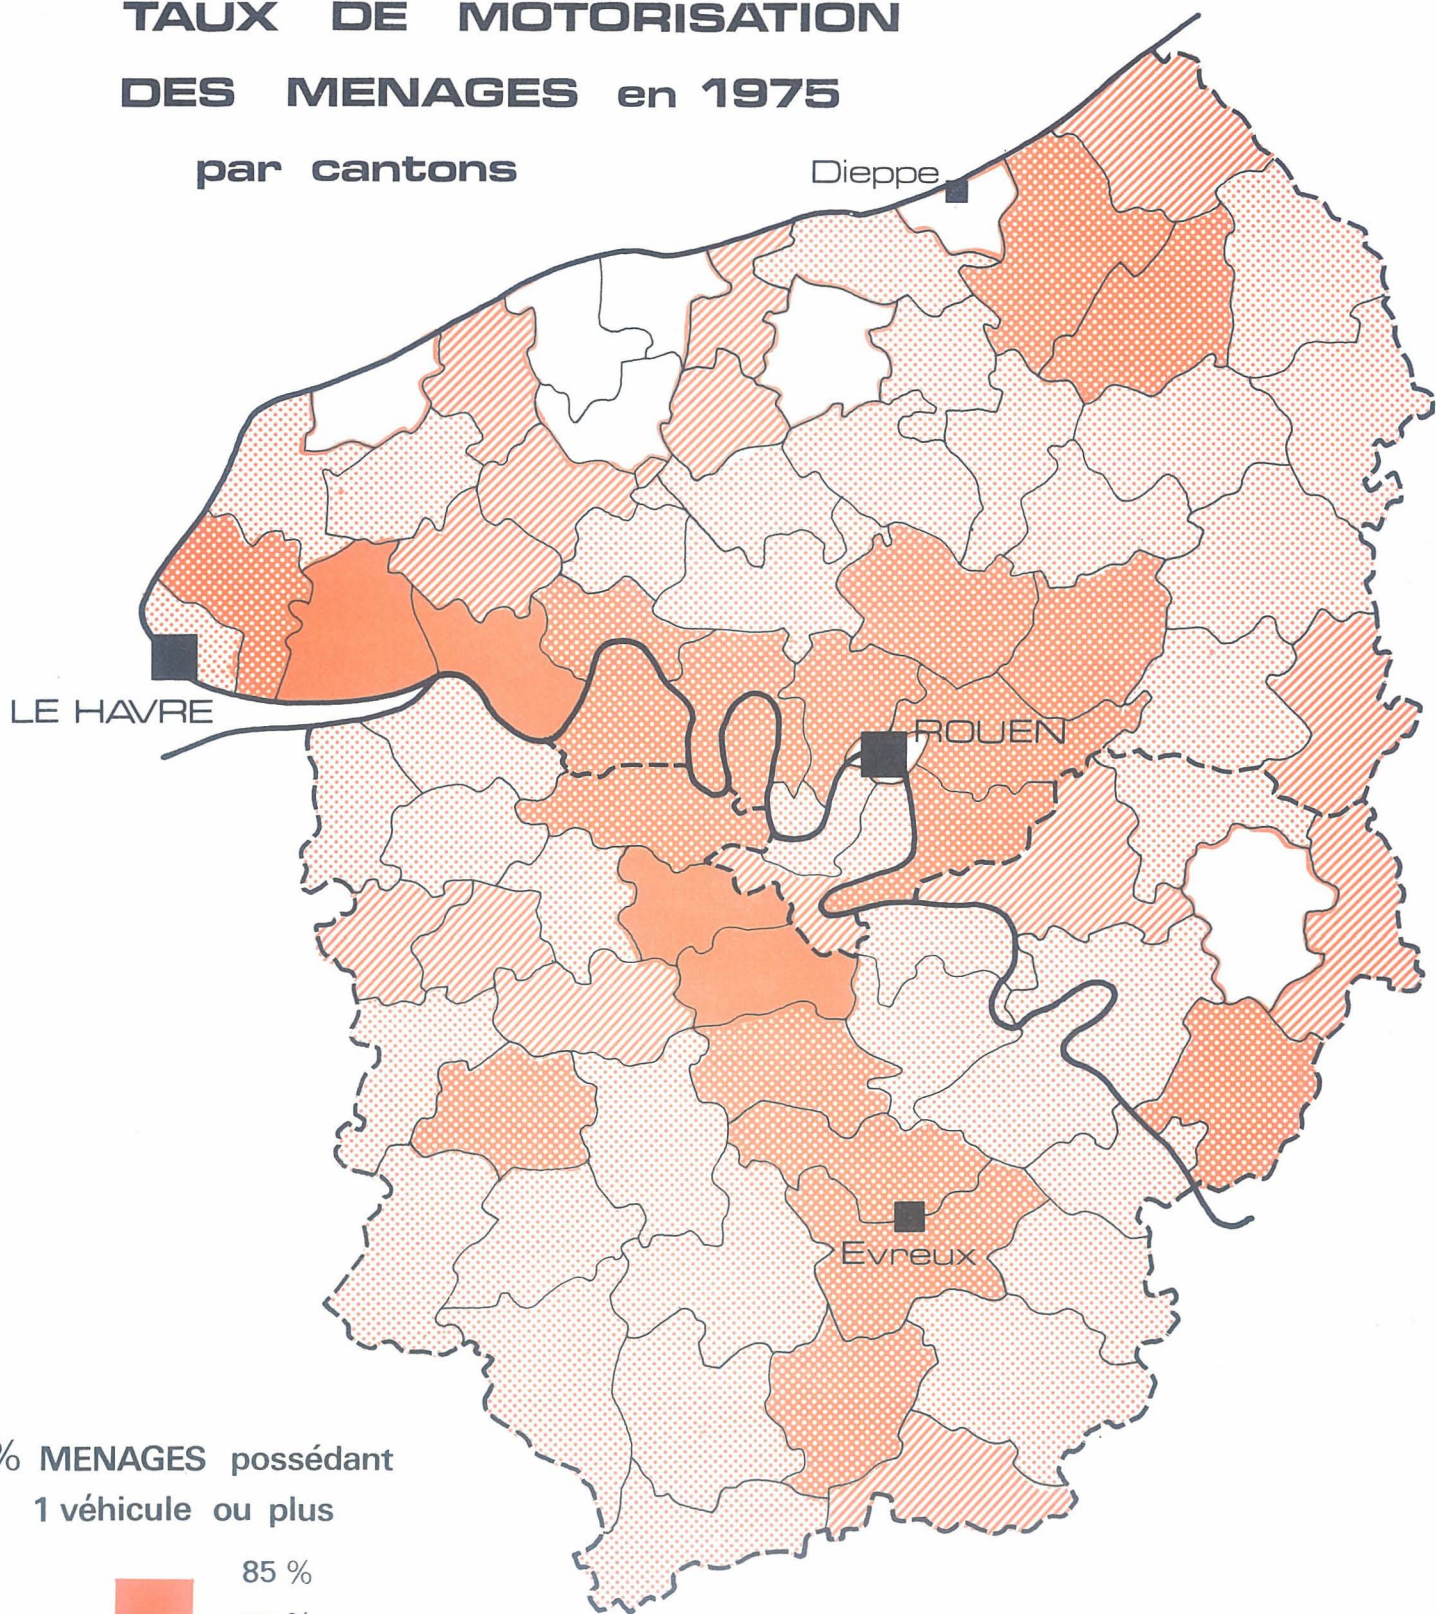 TAUX DE MOTORISATION
DES MENAGES en 1975
par cantons
Dieppe
LE HAVRE
ROUEN
Evreux
% MENAGES possédant
1 véhicule ou plus
85 %